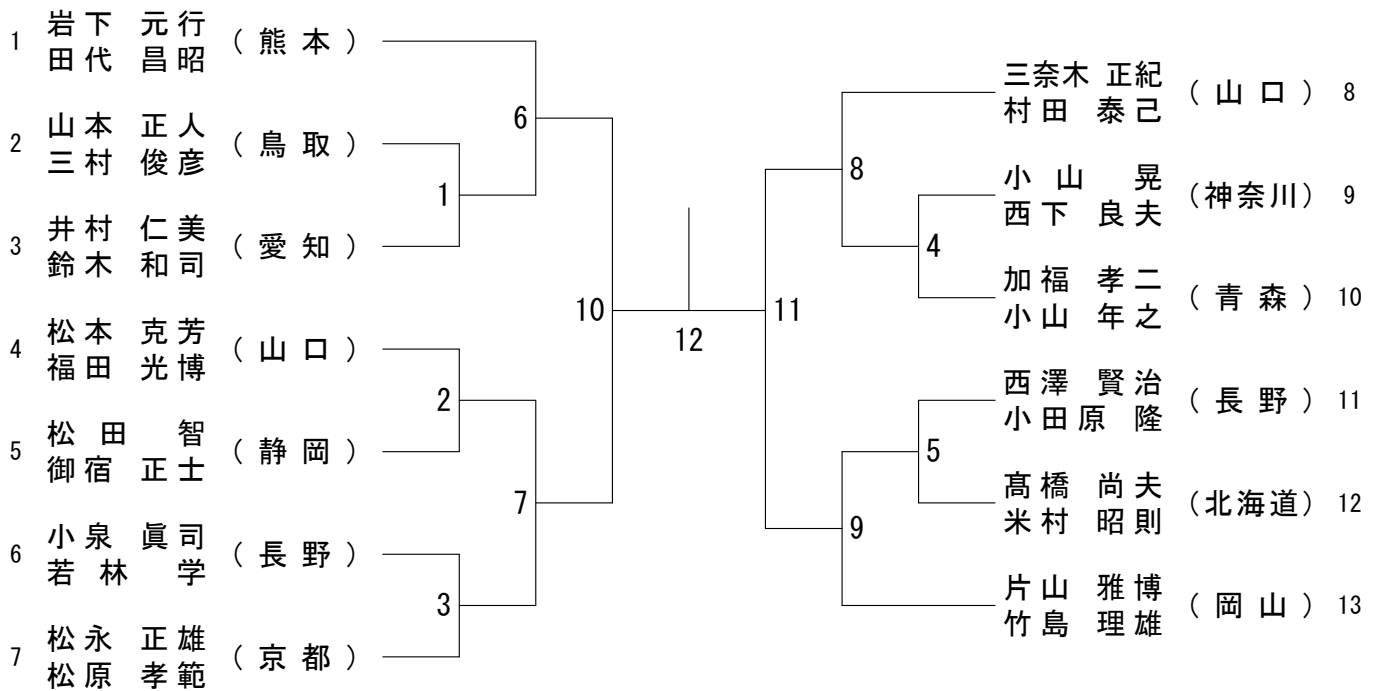 1 岩下 元行 (熊本)
田代 昌昭
2 山本 正人 (鳥取)
三村 俊彦
3 井村 仁美 (愛知)
鈴木 和司
4 松本 克芳 (山口)
福田 光博
5 松田 智 (静岡)
御宿 正士
6 小泉 眞司 (長野)
若林 学
7 松永 正雄 (京都)
松原 孝範
6
1
2
7
3
10
12
11
8
4
5
9
三奈木 正紀 (山口) 8
村田 泰己
小山 晃 (神奈川) 9
西下 良夫
加福 孝二 (青森) 10
小山 年之
西澤 賢治 (長野) 11
小田原 隆
髙橋 尚夫 (北海道) 12
米村 昭則
片山 雅博 (岡山) 13
竹島 理雄